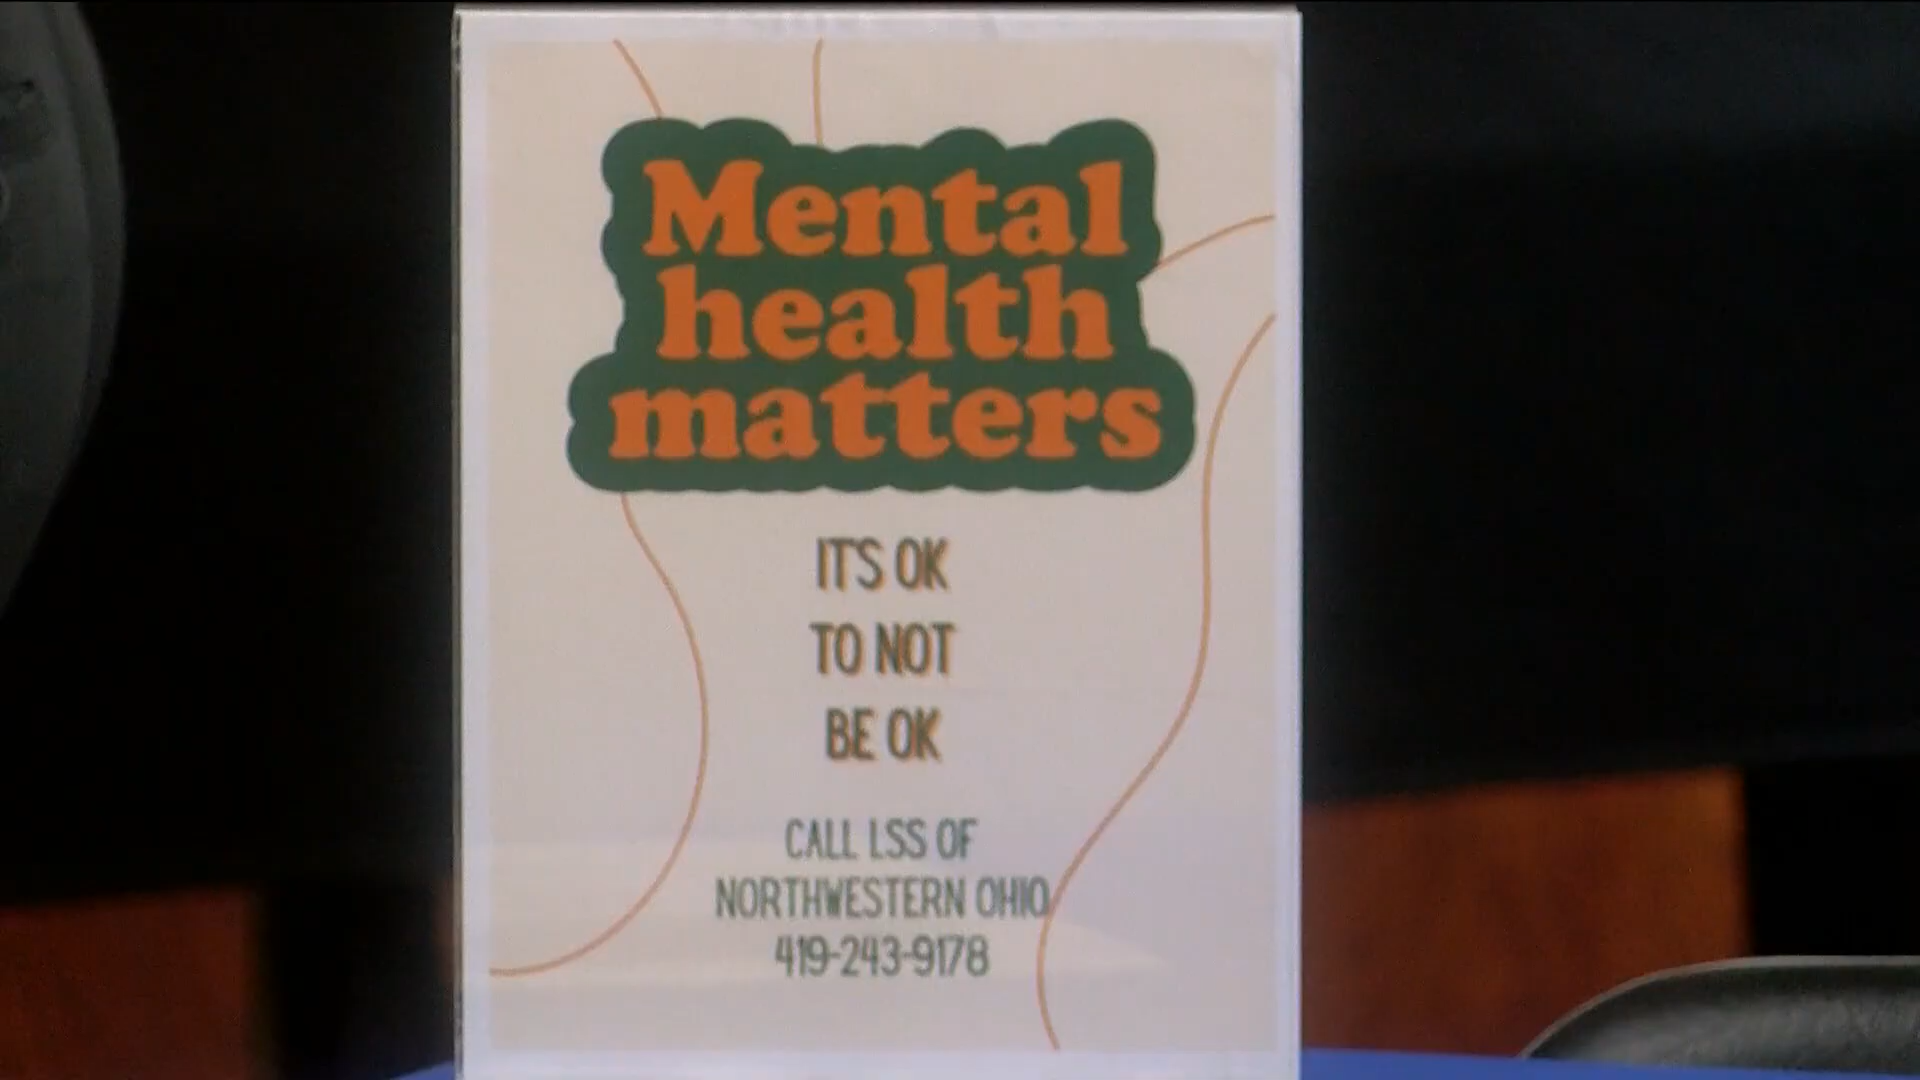 Mental
health
matters
IT'S OK
TO NOT
BE OK
CALL LSS OF
NORTHWESTERN OHIO
419-243-9178